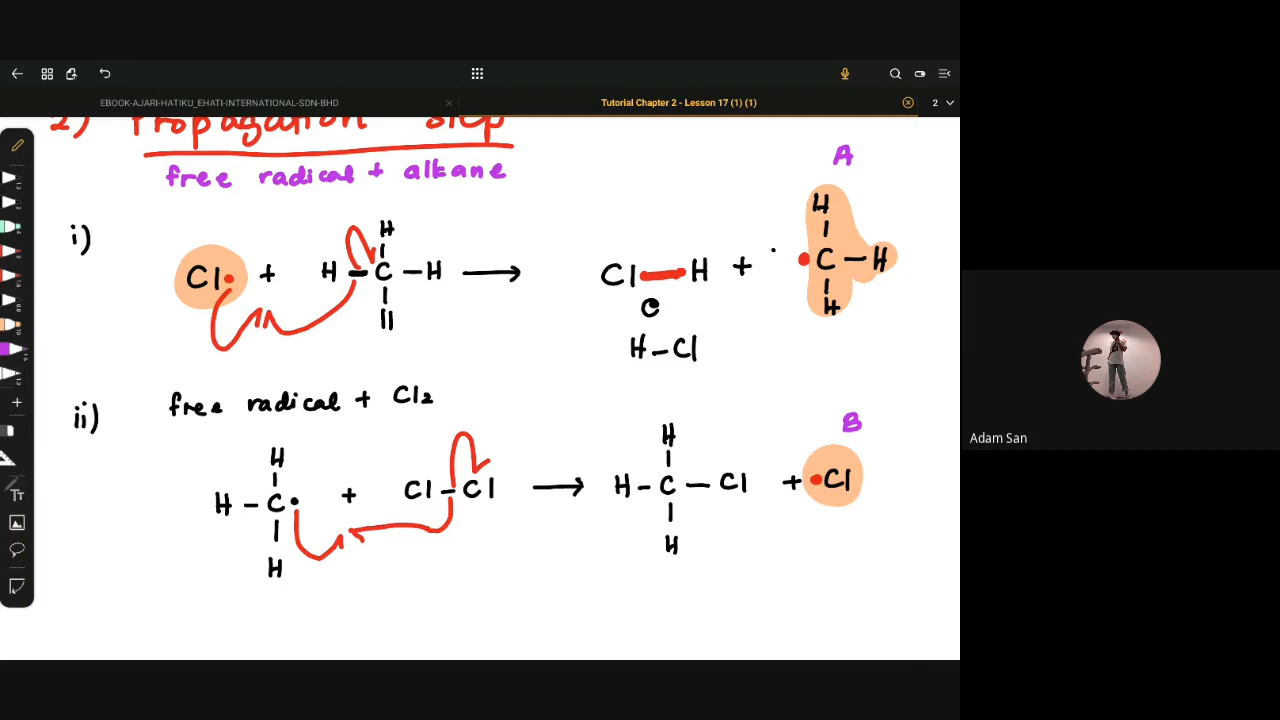 EBOOK-AJARI-HATIKU_EHATI-INTERNATIONAL-SDN-BHD
Tutorial Chapter 2 - Lesson 17 (1) (1)
2
2) Propagation step
free radical + alkane
A
i)
Cl• + H-C-H → Cl-H + •C-H
H
H
H
H
H-Cl
ii)
free radical + Cl2
B
H-C• + Cl-Cl → H-C-Cl + •Cl
H
H
H
H
Adam San